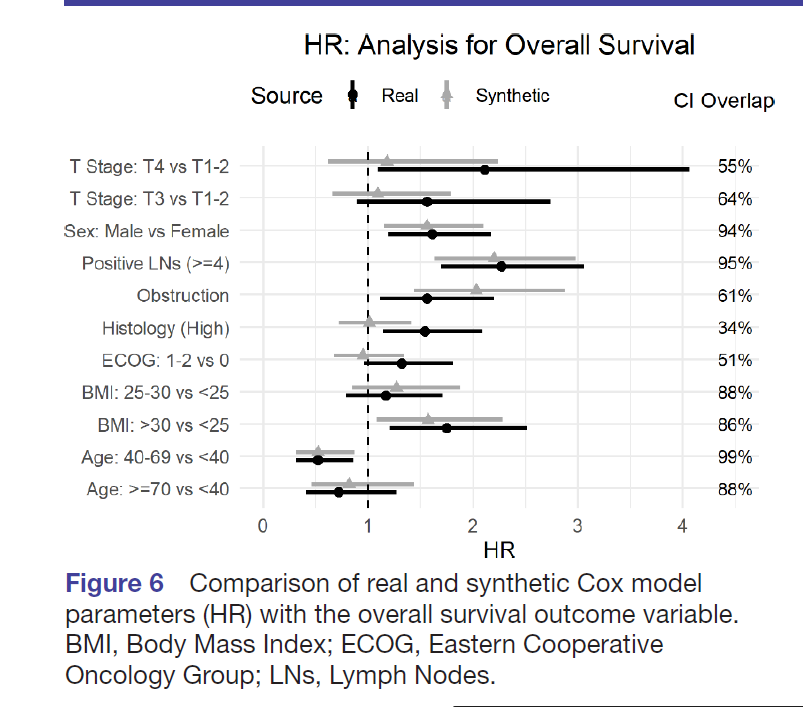 HR: Analysis for Overall Survival
Source Real Synthetic
CI Overlap
T Stage: T4 vs T1-2 55%
T Stage: T3 vs T1-2 64%
Sex: Male vs Female 94%
Positive LNs (>=4) 95%
Obstruction 61%
Histology (High) 34%
ECOG: 1-2 vs 0 51%
BMI: 25-30 vs <25 88%
BMI: >30 vs <25 86%
Age: 40-69 vs <40 99%
Age: >=70 vs <40 88%
0 1 2 3 4
HR
Figure 6 Comparison of real and synthetic Cox model
parameters (HR) with the overall survival outcome variable.
BMI, Body Mass Index; ECOG, Eastern Cooperative
Oncology Group; LNs, Lymph Nodes.